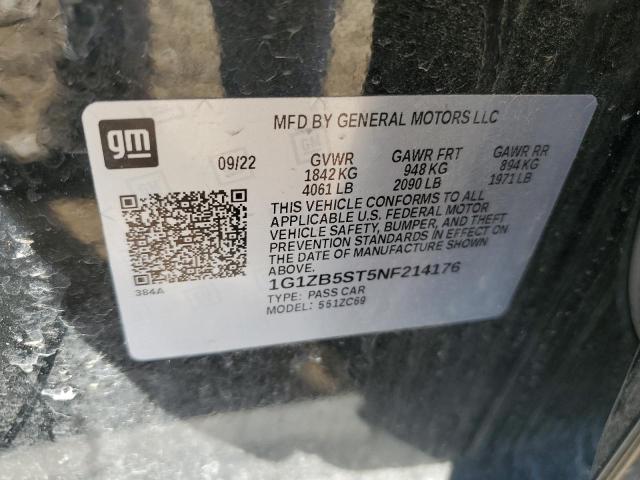 gm
MFD BY GENERAL MOTORS LLC
09/22
GVWR GAWR FRT GAWR RR
1842 KG 948 KG 894 KG
4061 LB 2090 LB 1971 LB
THIS VEHICLE CONFORMS TO ALL
APPLICABLE U.S. FEDERAL MOTOR
VEHICLE SAFETY, BUMPER, AND THEFT
PREVENTION STANDARDS IN EFFECT ON
THE DATE OF MANUFACTURE SHOWN
ABOVE.
1G1ZB5ST5NF214176
TYPE: PASS CAR
MODEL: 551ZC69
384A